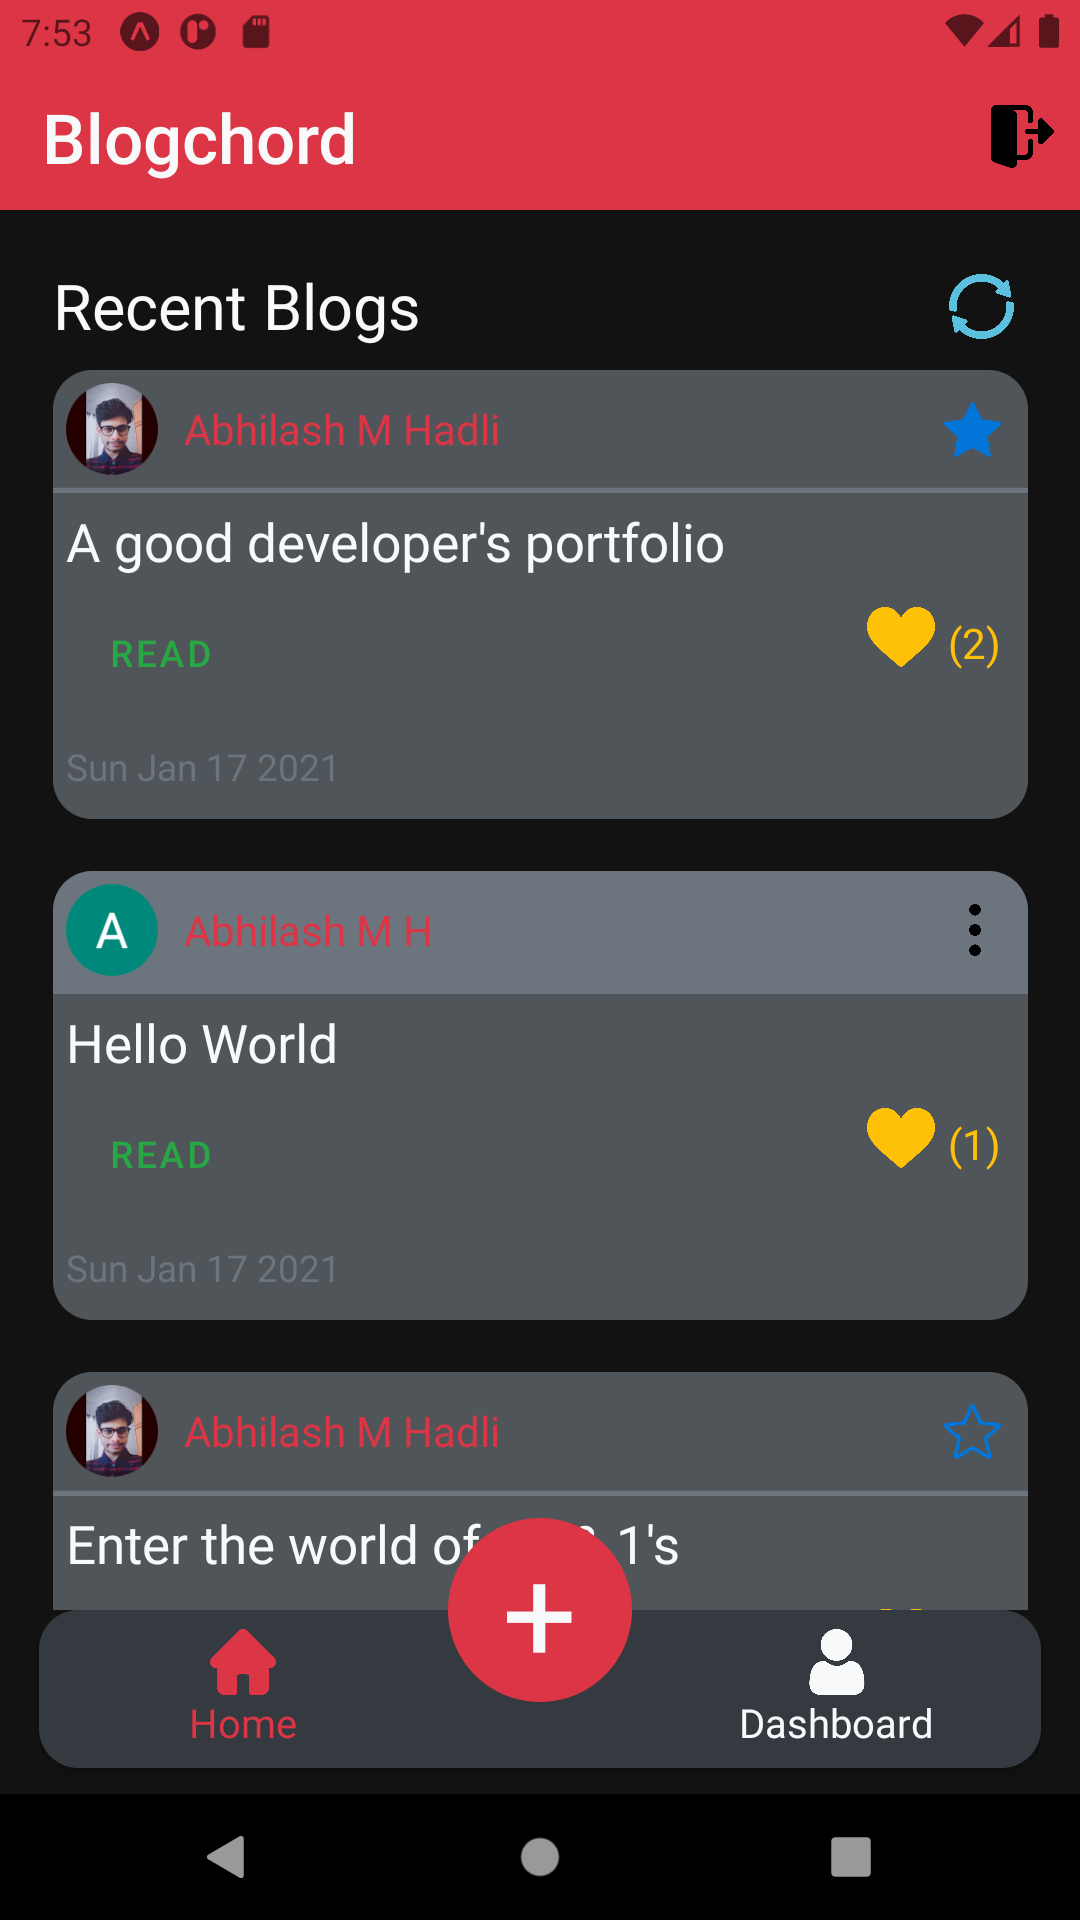 7:53
Blogchord
Recent Blogs
Abhilash M Hadli
A good developer's portfolio
READ
(2)
Sun Jan 17 2021
A
Abhilash M H
Hello World
READ
(1)
Sun Jan 17 2021
Abhilash M Hadli
Enter the world of & 1's
+
Home
Dashboard